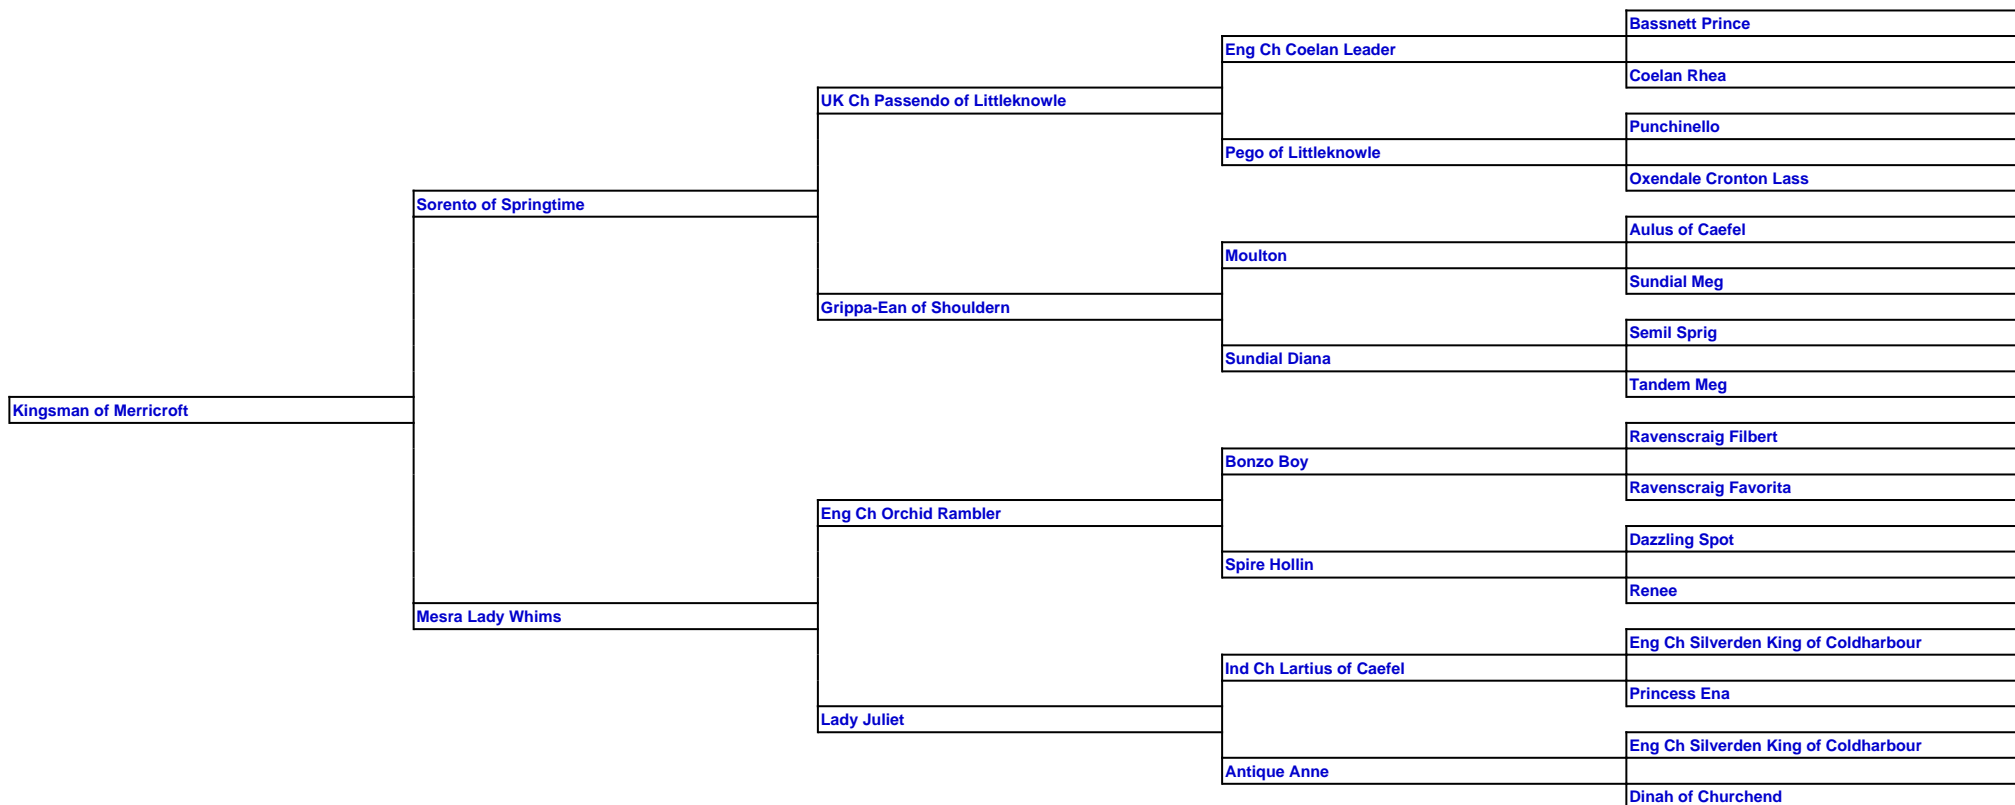 Bassnett Prince
Eng Ch Coelan Leader
Coelan Rhea
UK Ch Passendo of Littleknowle
Punchinello
Pego of Littleknowle
Oxendale Cronton Lass
Sorento of Springtime
Aulus of Caefel
Moulton
Sundial Meg
Grippa-Ean of Shouldern
Semil Sprig
Sundial Diana
Tandem Meg
Kingsman of Merricroft
Ravenscraig Filbert
Bonzo Boy
Ravenscraig Favorita
Eng Ch Orchid Rambler
Dazzling Spot
Spire Hollin
Renee
Mesra Lady Whims
Eng Ch Silverden King of Coldharbour
Ind Ch Lartius of Caefel
Princess Ena
Lady Juliet
Eng Ch Silverden King of Coldharbour
Antique Anne
Dinah of Churchend